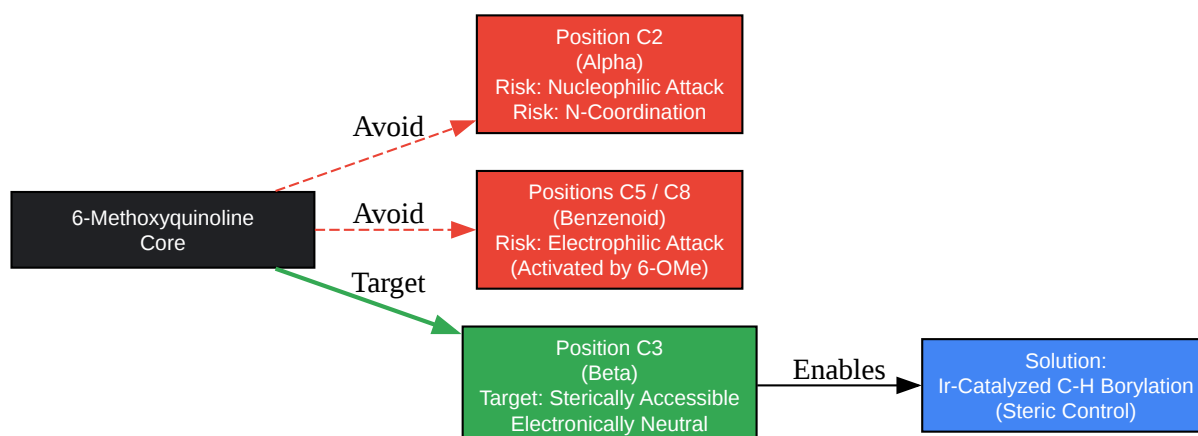 Position C2
(Alpha)
Risk: Nucleophilic Attack
Risk: N-Coordination
Avoid
6-Methoxyquinoline
Core
Avoid
Positions C5 / C8
(Benzenoid)
Risk: Electrophilic Attack
(Activated by 6-OMe)
Target
Position C3
(Beta)
Target: Sterically Accessible
Electronically Neutral
Enables
Solution:
Ir-Catalyzed C-H Borylation
(Steric Control)